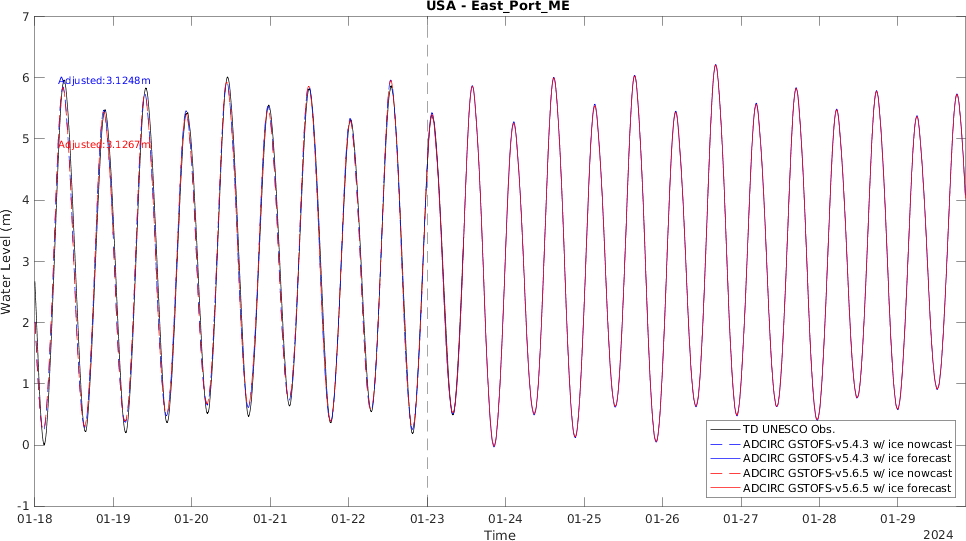 USA - East_Port_ME
7
6
5
4
3
2
1
0
-1
Water Level (m)
Adjusted:3.1248m
Adjusted:3.1267m
TD UNESCO Obs.
ADCIRC GSTOFS-v5.4.3 w/ ice nowcast
ADCIRC GSTOFS-v5.4.3 w/ ice forecast
ADCIRC GSTOFS-v5.6.5 w/ ice nowcast
ADCIRC GSTOFS-v5.6.5 w/ ice forecast
01-18 01-19 01-20 01-21 01-22 01-23 01-24 01-25 01-26 01-27 01-28 01-29
Time
2024